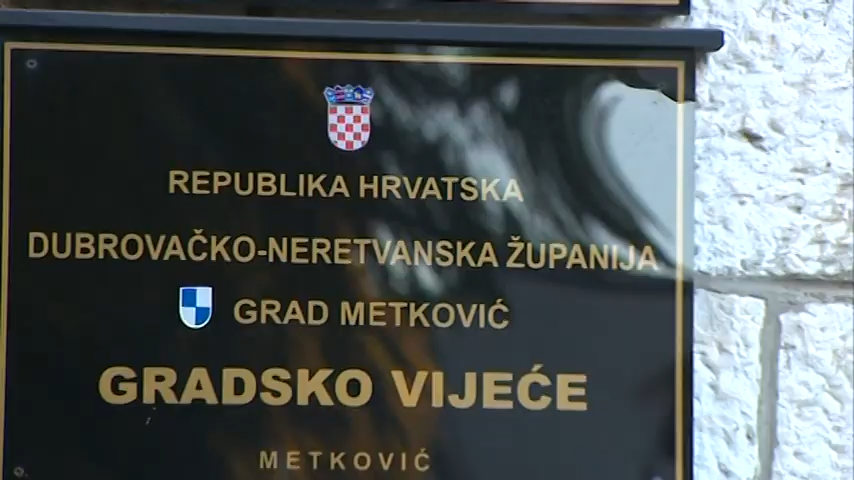 REPUBLIKA HRVATSKA
DUBROVAČKO-NERETVANSKA ŽUPANIJA
GRAD METKOVIĆ
GRADSKO VIJEĆE
METKOVIĆ